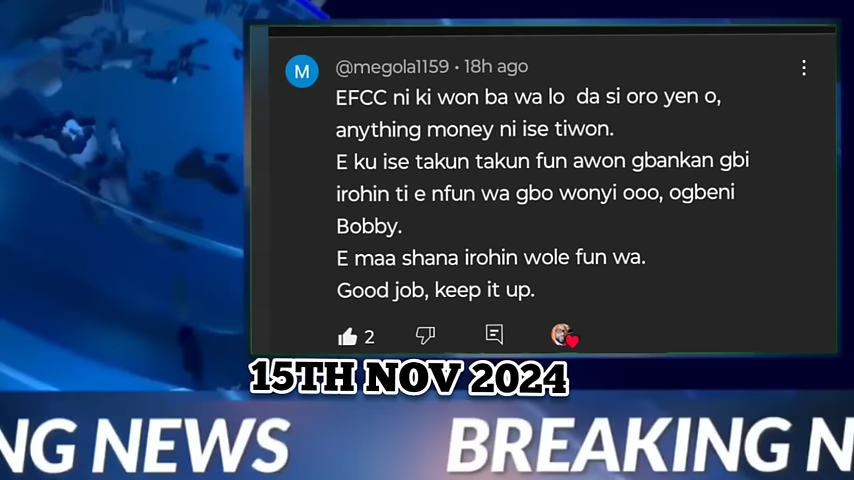 M
@megola1159 • 18h ago
EFCC ni ki won ba wa lo da si oro yen o,
anything money ni ise tiwon.
E ku ise takun takun fun awon gbankan gbi
irohin ti e nfun wa gbo wonyi ooo, ogbeni
Bobby.
E maa shana irohin wole fun wa.
Good job, keep it up.
2
15TH NOV 2024
NG NEWS
BREAKING N